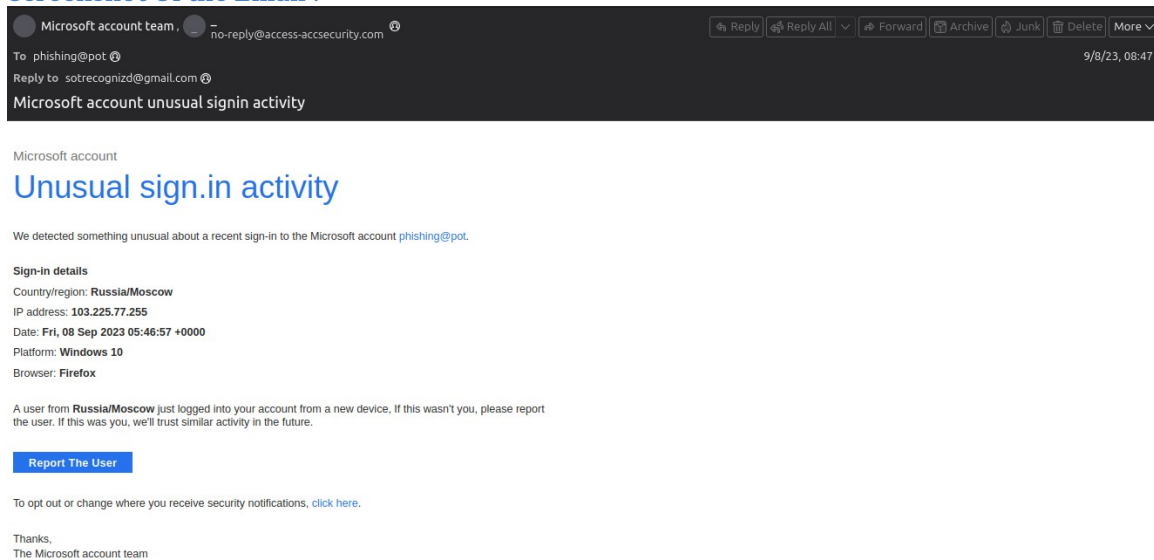 Microsoft account team , _ – no-reply@access-accsecurity.com
Reply Reply All Forward Archive Junk Delete More
To phishing@pot
9/8/23, 08:47
Reply to sotrecognizd@gmail.com
Microsoft account unusual signin activity
Microsoft account
Unusual sign.in activity
We detected something unusual about a recent sign-in to the Microsoft account phishing@pot.
Sign-in details
Country/region: Russia/Moscow
IP address: 103.225.77.255
Date: Fri, 08 Sep 2023 05:46:57 +0000
Platform: Windows 10
Browser: Firefox
A user from Russia/Moscow just logged into your account from a new device, If this wasn't you, please report
the user. If this was you, we'll trust similar activity in the future.
Report The User
To opt out or change where you receive security notifications, click here.
Thanks,
The Microsoft account team